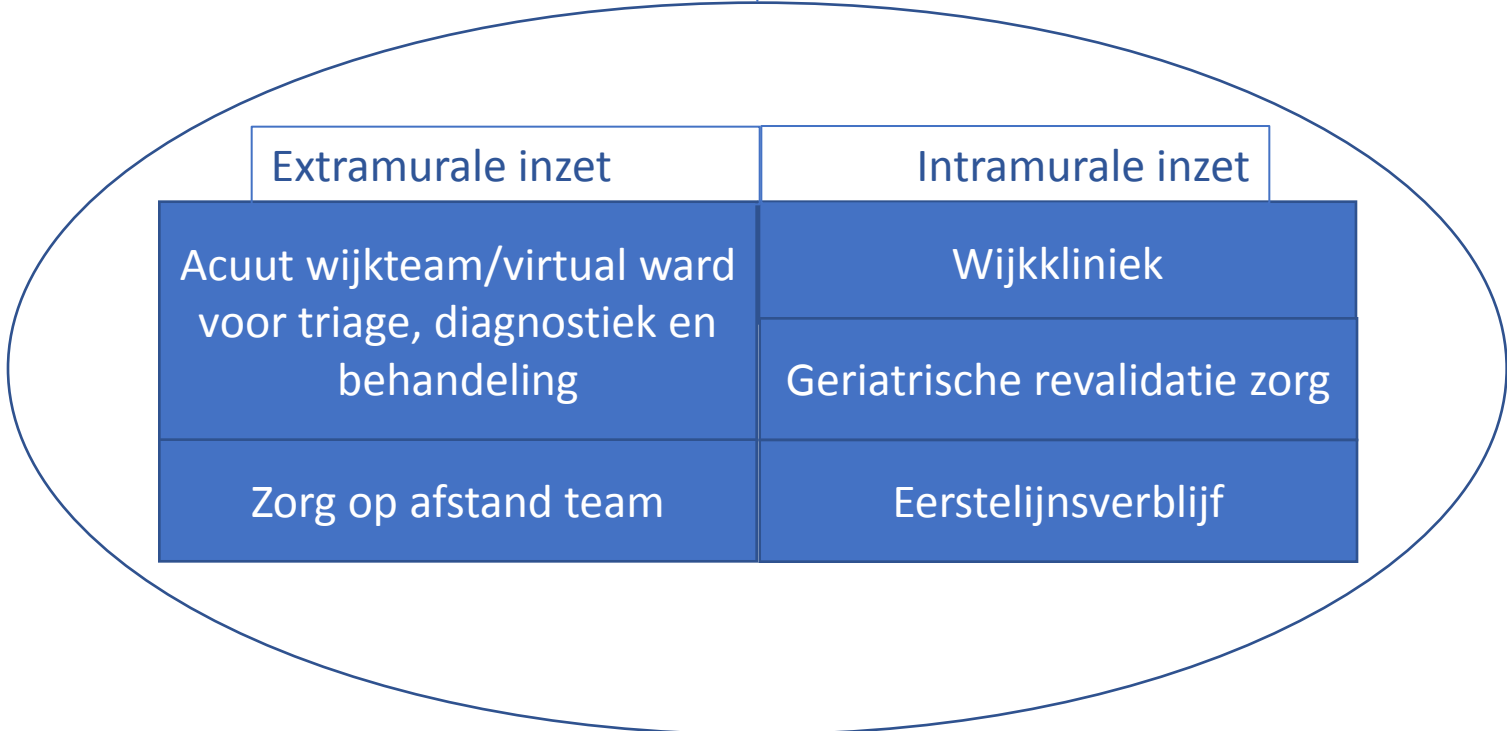 Extramurale inzet
Intramurale inzet
Acuut wijkteam/virtual ward
voor triage, diagnostiek en
behandeling
Zorg op afstand team
Wijkkliniek
Geriatrische revalidatie zorg
Eerstelijnsverblijf